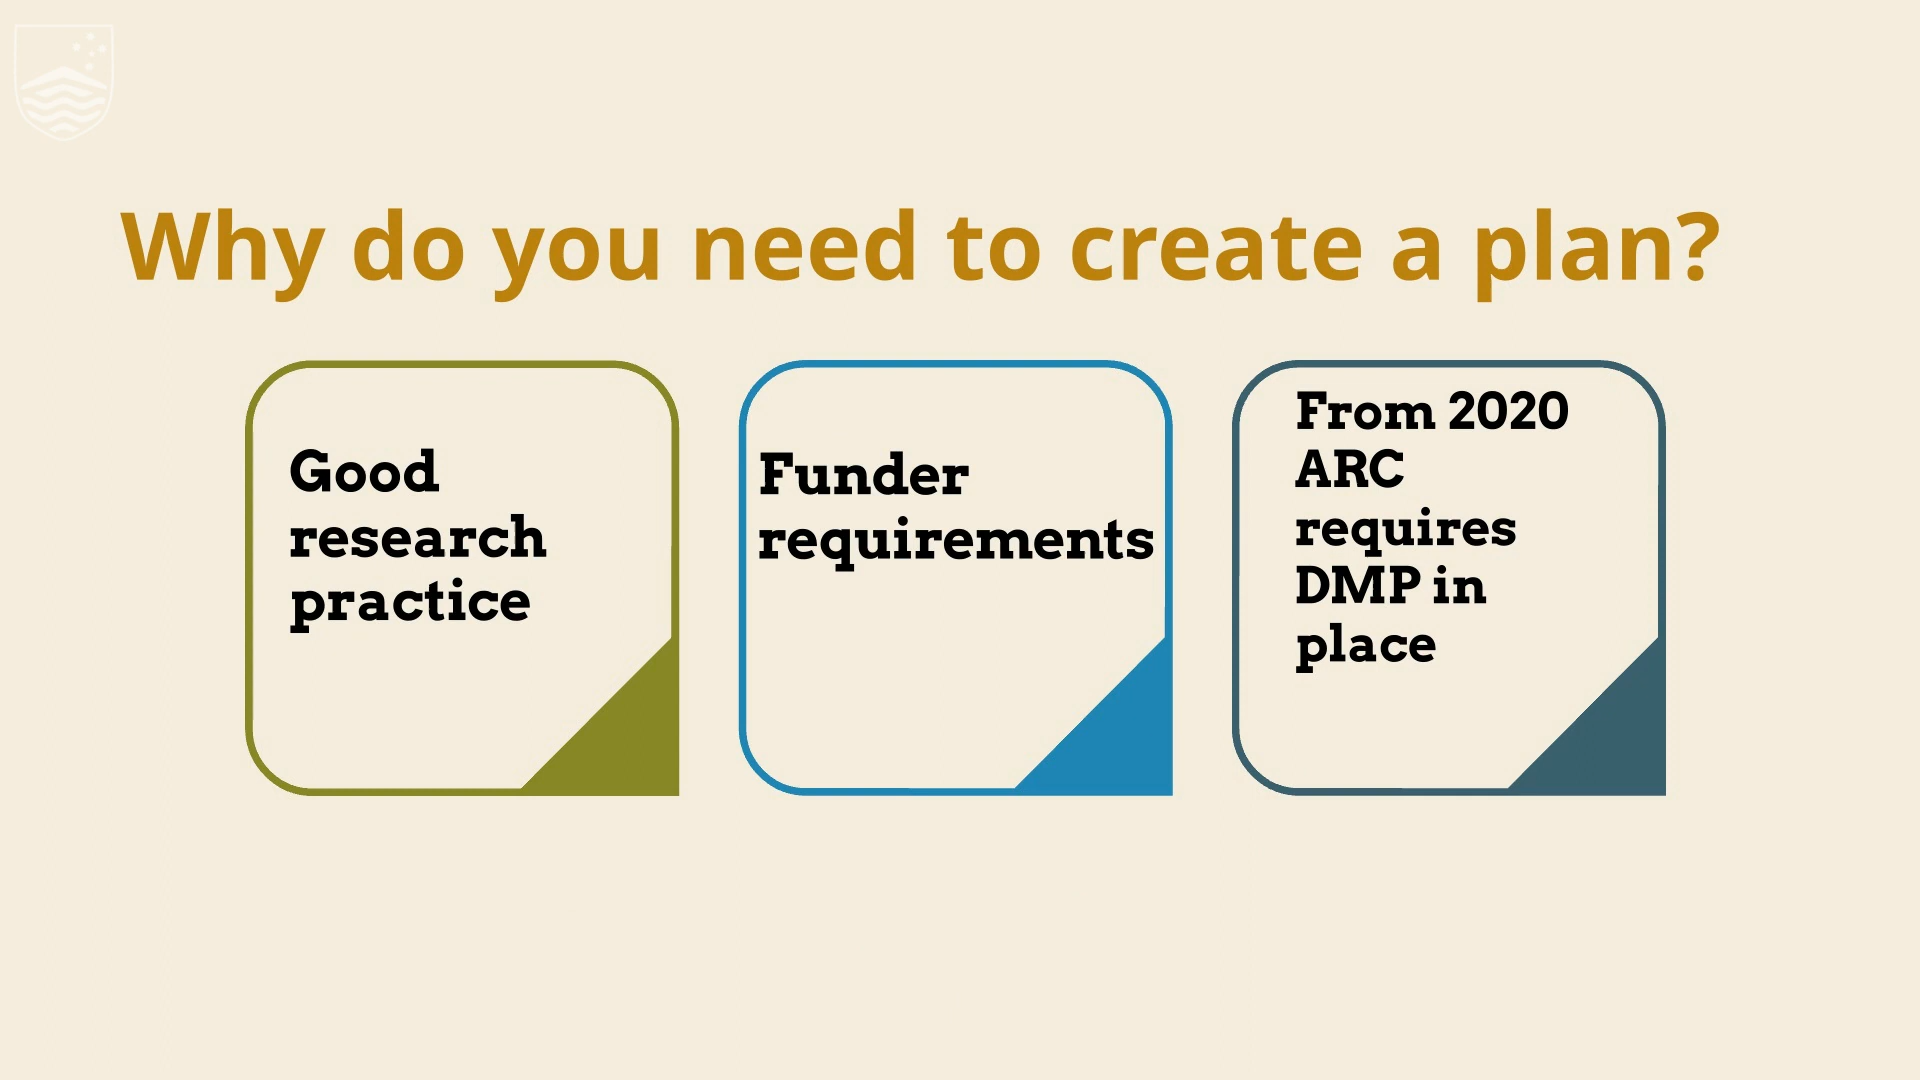 Why do you need to create a plan?
Good
research
practice
Funder
requirements
From 2020
ARC
requires
DMP in
place